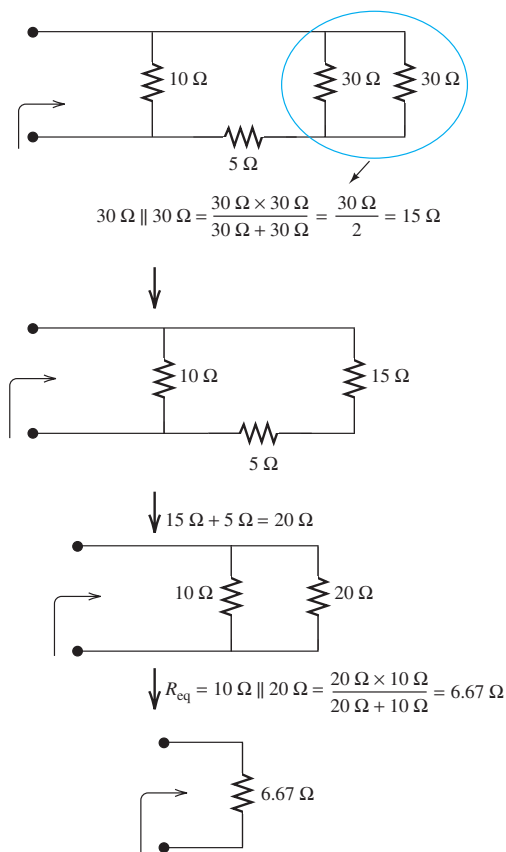 10 Ω 30 Ω 30 Ω
5 Ω
30 Ω || 30 Ω = (30 Ω × 30 Ω)/(30 Ω + 30 Ω) = 30 Ω/2 = 15 Ω
10 Ω 15 Ω
5 Ω
15 Ω + 5 Ω = 20 Ω
10 Ω 20 Ω
R_eq = 10 Ω || 20 Ω = (20 Ω × 10 Ω)/(20 Ω + 10 Ω) = 6.67 Ω
6.67 Ω